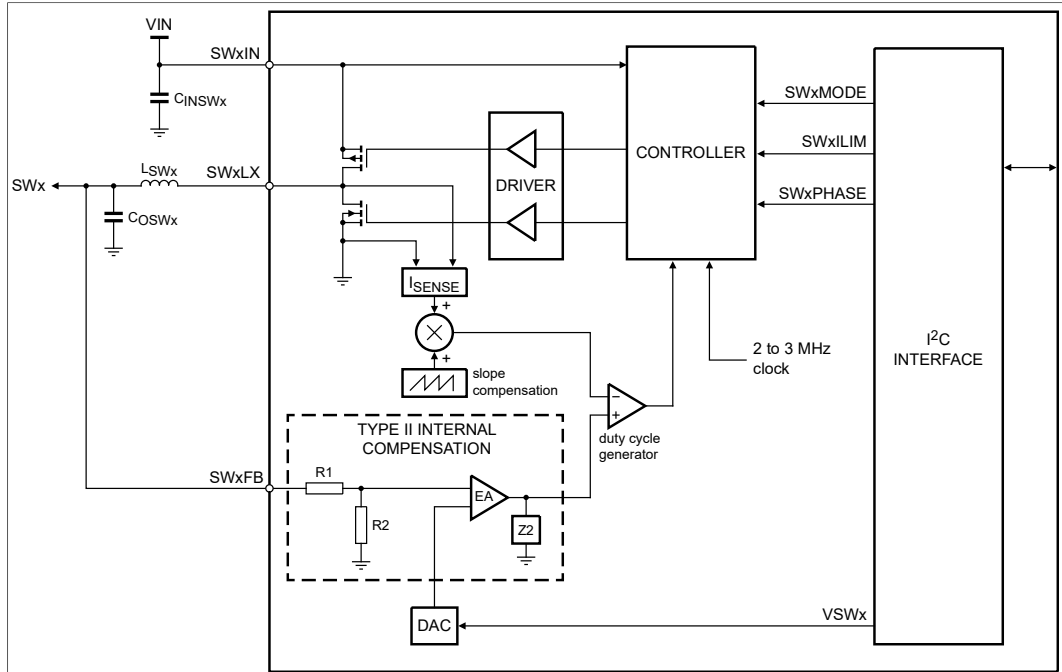 VIN
SWxIN
CINSWx
SWxMODE
SWxILIM
CONTROLLER
SWxPHASE
DRIVER
LSWx
SWxLX
SWx
COSWx
ISENSE
+
+
slope
compensation
2 to 3 MHz
clock
I2C
INTERFACE
−
+
duty cycle
generator
TYPE II INTERNAL
COMPENSATION
SWxFB
R1
R2
EA
Z2
DAC
VSWx